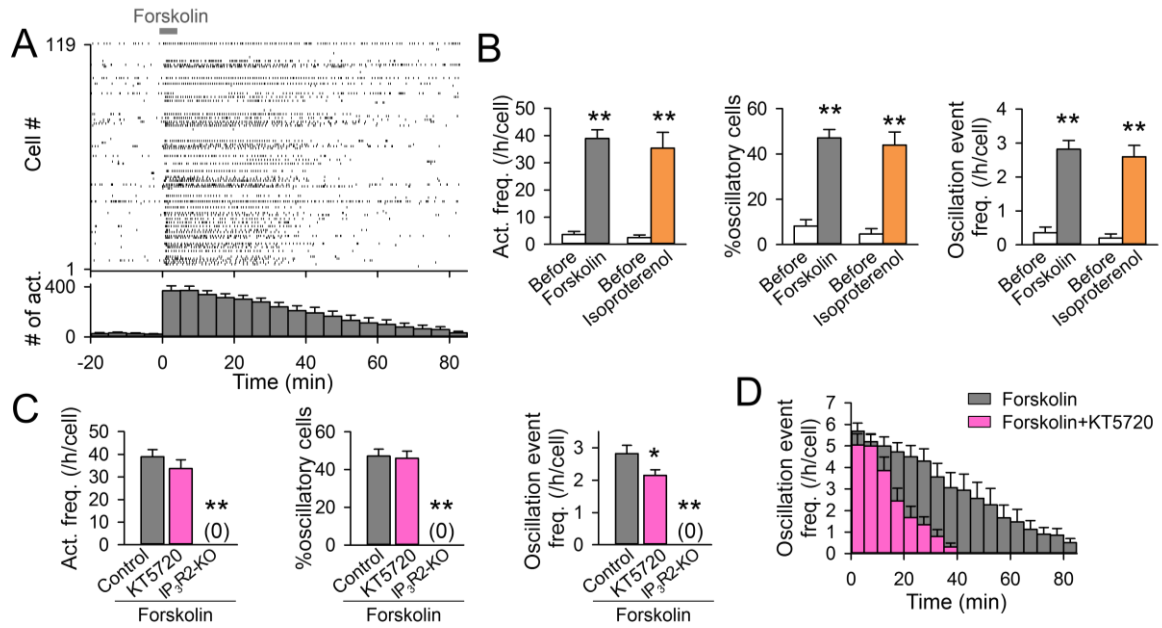 Forskolin
A
119
Cell #
1
400
# of act.
0
-20 0 20 40 60 80
Time (min)
B
50
40
30
20
10
0
Act. freq. (/h/cell)
** **
Before
Forskolin
Before
Isoproterenol
60
40
20
0
%oscillatory cells
** **
Before
Forskolin
Before
Isoproterenol
4
3
2
1
0
Oscillation event
freq. (/h/cell)
** **
Before
Forskolin
Before
Isoproterenol
C
50
40
30
20
10
0
Act. freq. (/h/cell)
**
(0)
Control
KT5720
IP₃R2-KO
Forskolin
60
40
20
0
%oscillatory cells
**
(0)
Control
KT5720
IP₃R2-KO
Forskolin
3
2
1
0
Oscillation event
freq. (/h/cell)
*
**
(0)
Control
KT5720
IP₃R2-KO
Forskolin
D
Forskolin
Forskolin+KT5720
7
6
5
4
3
2
1
0
Oscillation event
freq. (/h/cell)
0 20 40 60 80
Time (min)